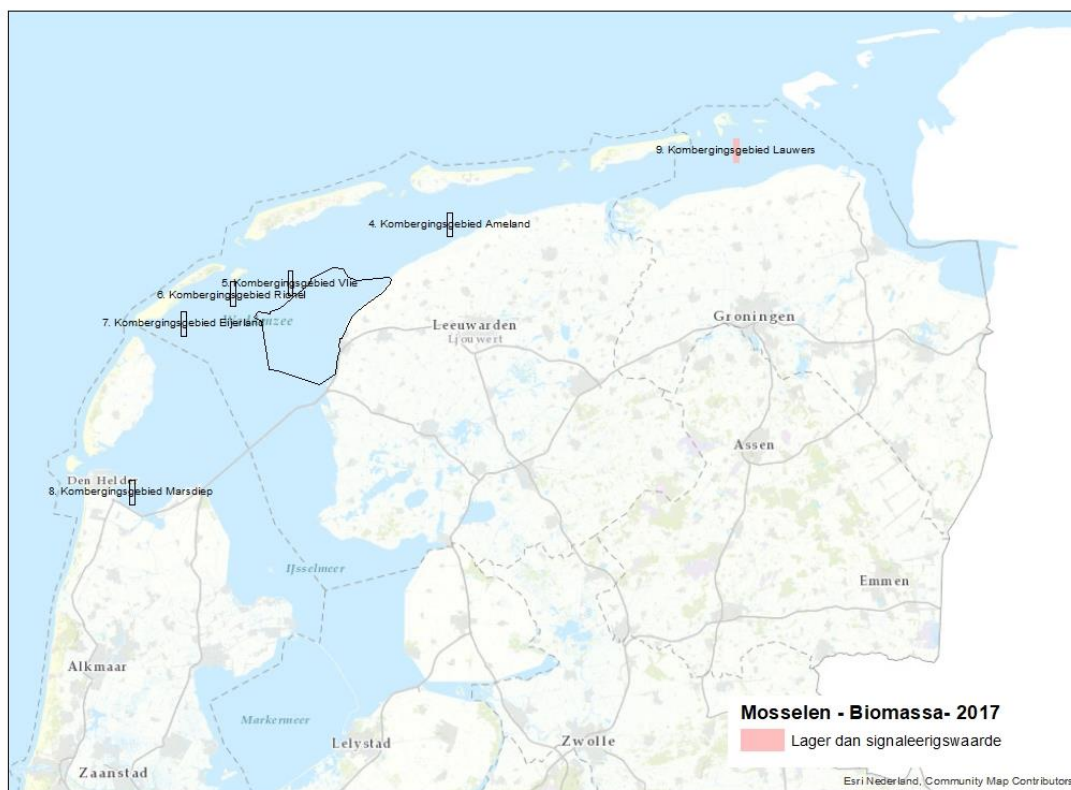 9. Kombergingsgebied Lauwers
4. Kombergingsgebied Ameland
5. Kombergingsgebied Vlie
6. Kombergingsgebied Richel
Waddenzee
7. Kombergingsgebied Eijerland
Leeuwarden
Ljouwert
Groningen
Assen
Den Helder
8. Kombergingsgebied Marsdiep
IJsselmeer
Emmen
Alkmaar
Markermeer
Lelystad
Zwolle
Zaanstad
Mosselen - Biomassa- 2017
Lager dan signaleerigswaarde
Esri Nederland, Community Map Contributors